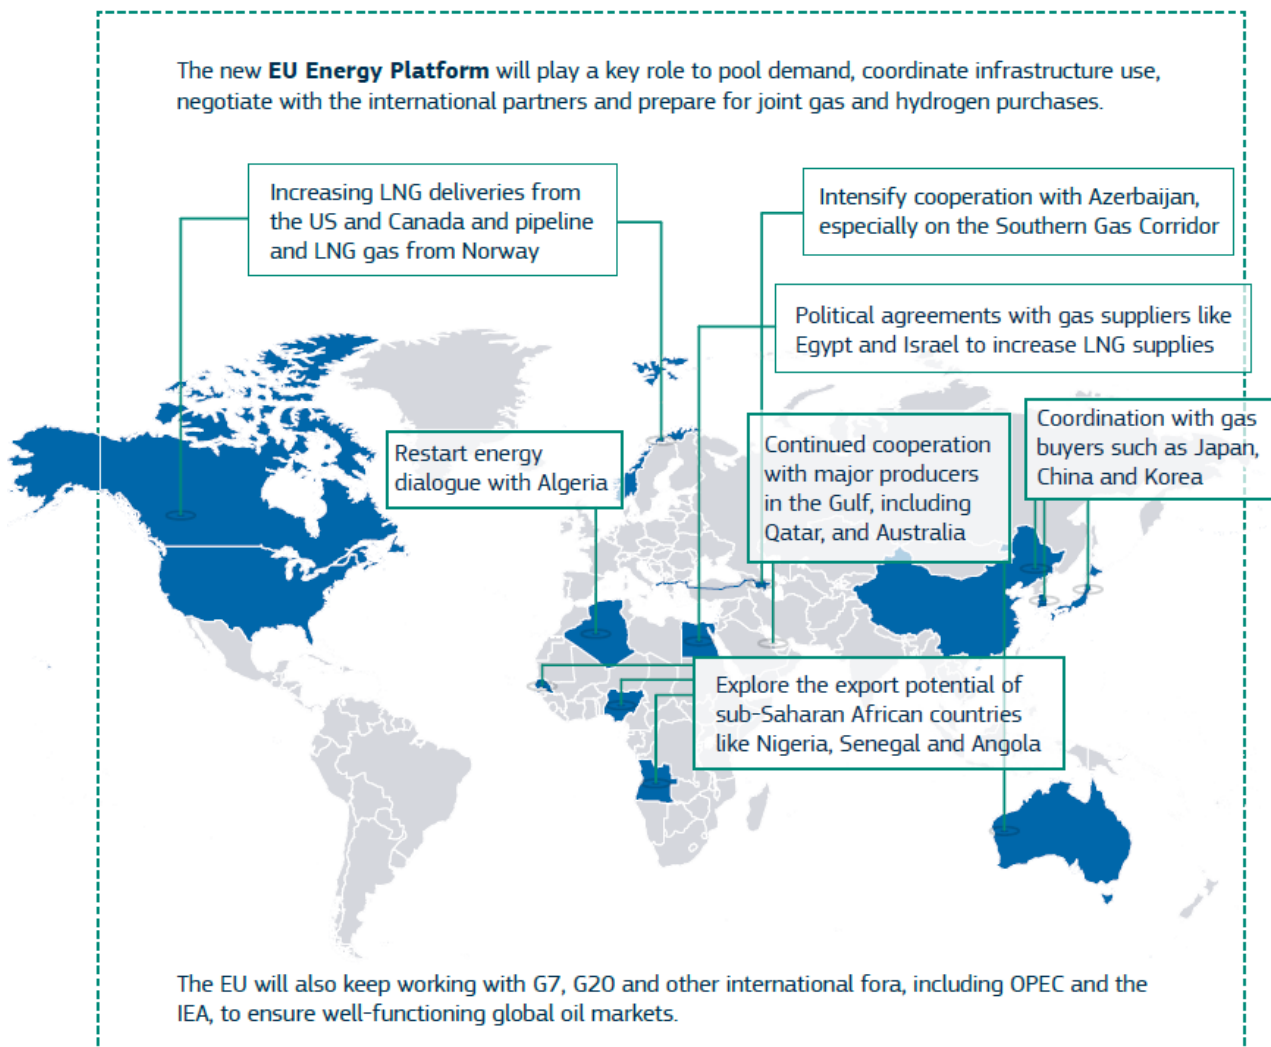 The new EU Energy Platform will play a key role to pool demand, coordinate infrastructure use,
negotiate with the international partners and prepare for joint gas and hydrogen purchases.
Increasing LNG deliveries from
the US and Canada and pipeline
and LNG gas from Norway
Intensify cooperation with Azerbaijan,
especially on the Southern Gas Corridor
Political agreements with gas suppliers like
Egypt and Israel to increase LNG supplies
Restart energy
dialogue with Algeria
Continued cooperation
with major producers
in the Gulf, including
Qatar, and Australia
Coordination with gas
buyers such as Japan,
China and Korea
Explore the export potential of
sub-Saharan African countries
like Nigeria, Senegal and Angola
The EU will also keep working with G7, G20 and other international fora, including OPEC and the
IEA, to ensure well-functioning global oil markets.